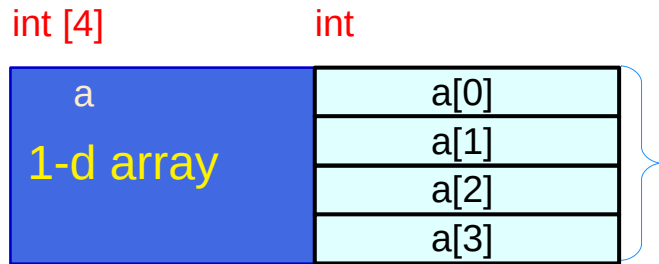 int [4]
int
a
1-d array
a[0]
a[1]
a[2]
a[3]